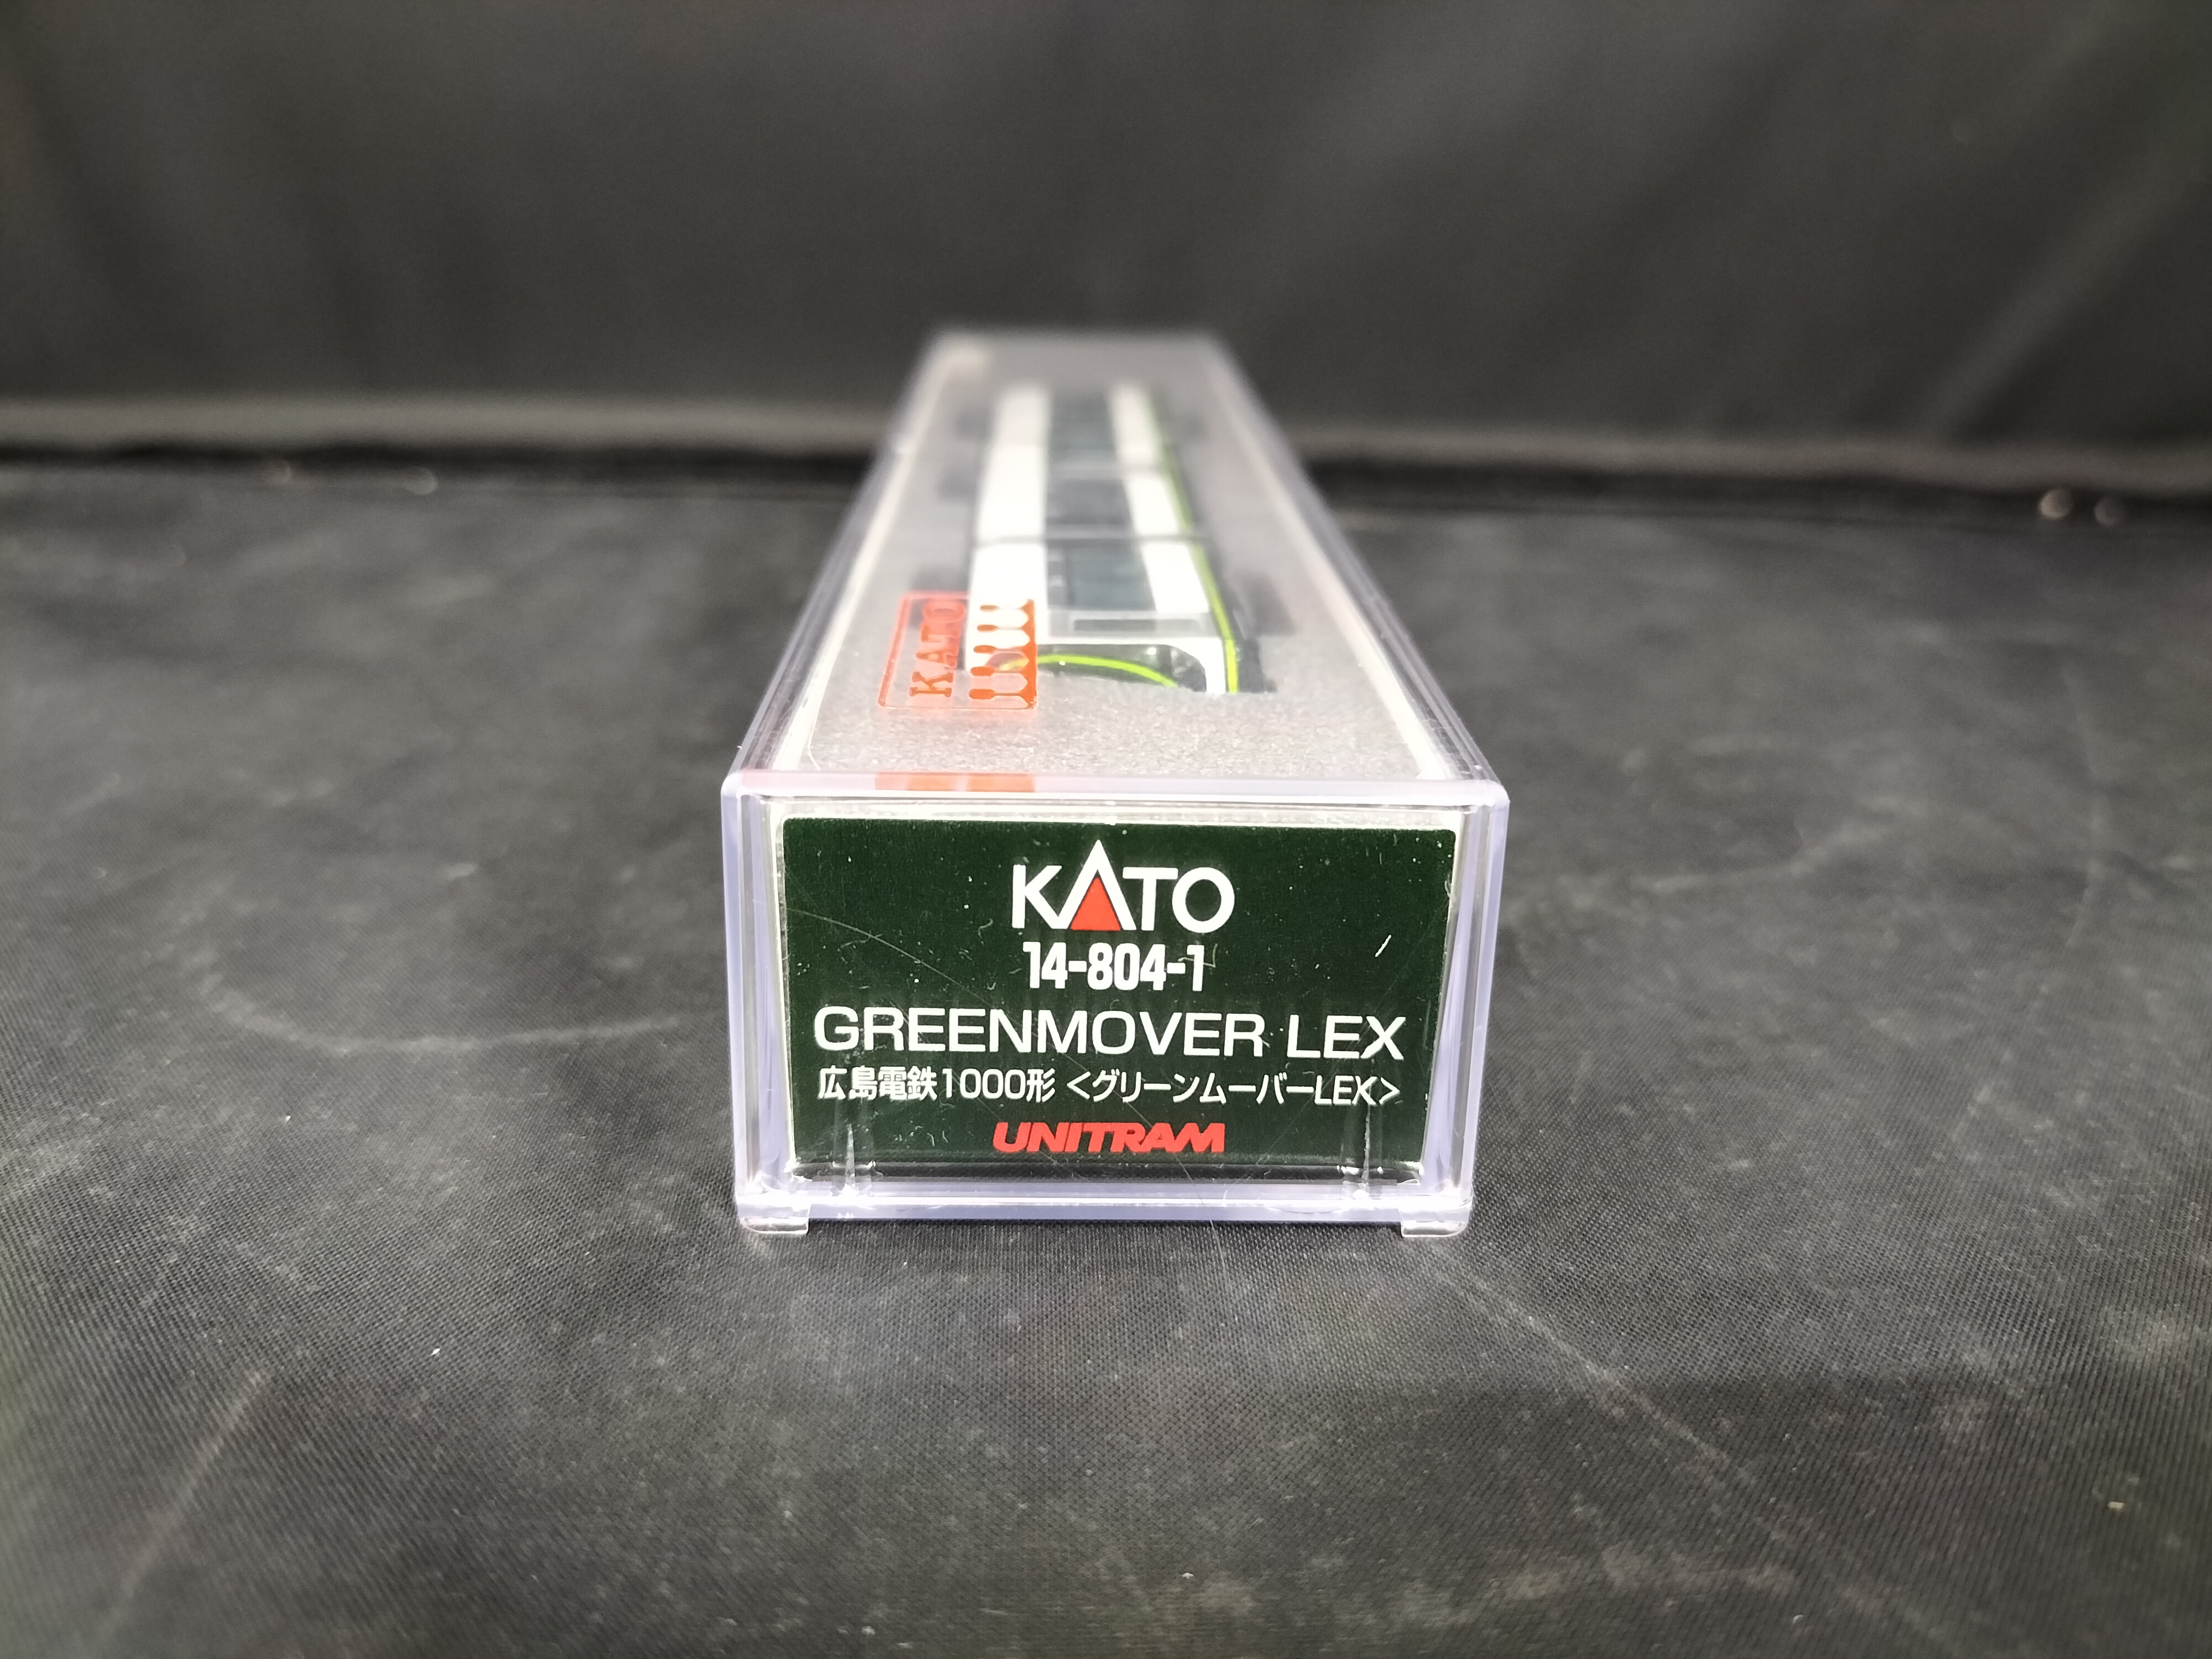 KATO
KATO
14-804-1
GREENMOVER LEX
広島電鉄1000形 <グリーンムーバーLEX>
UNITRAM